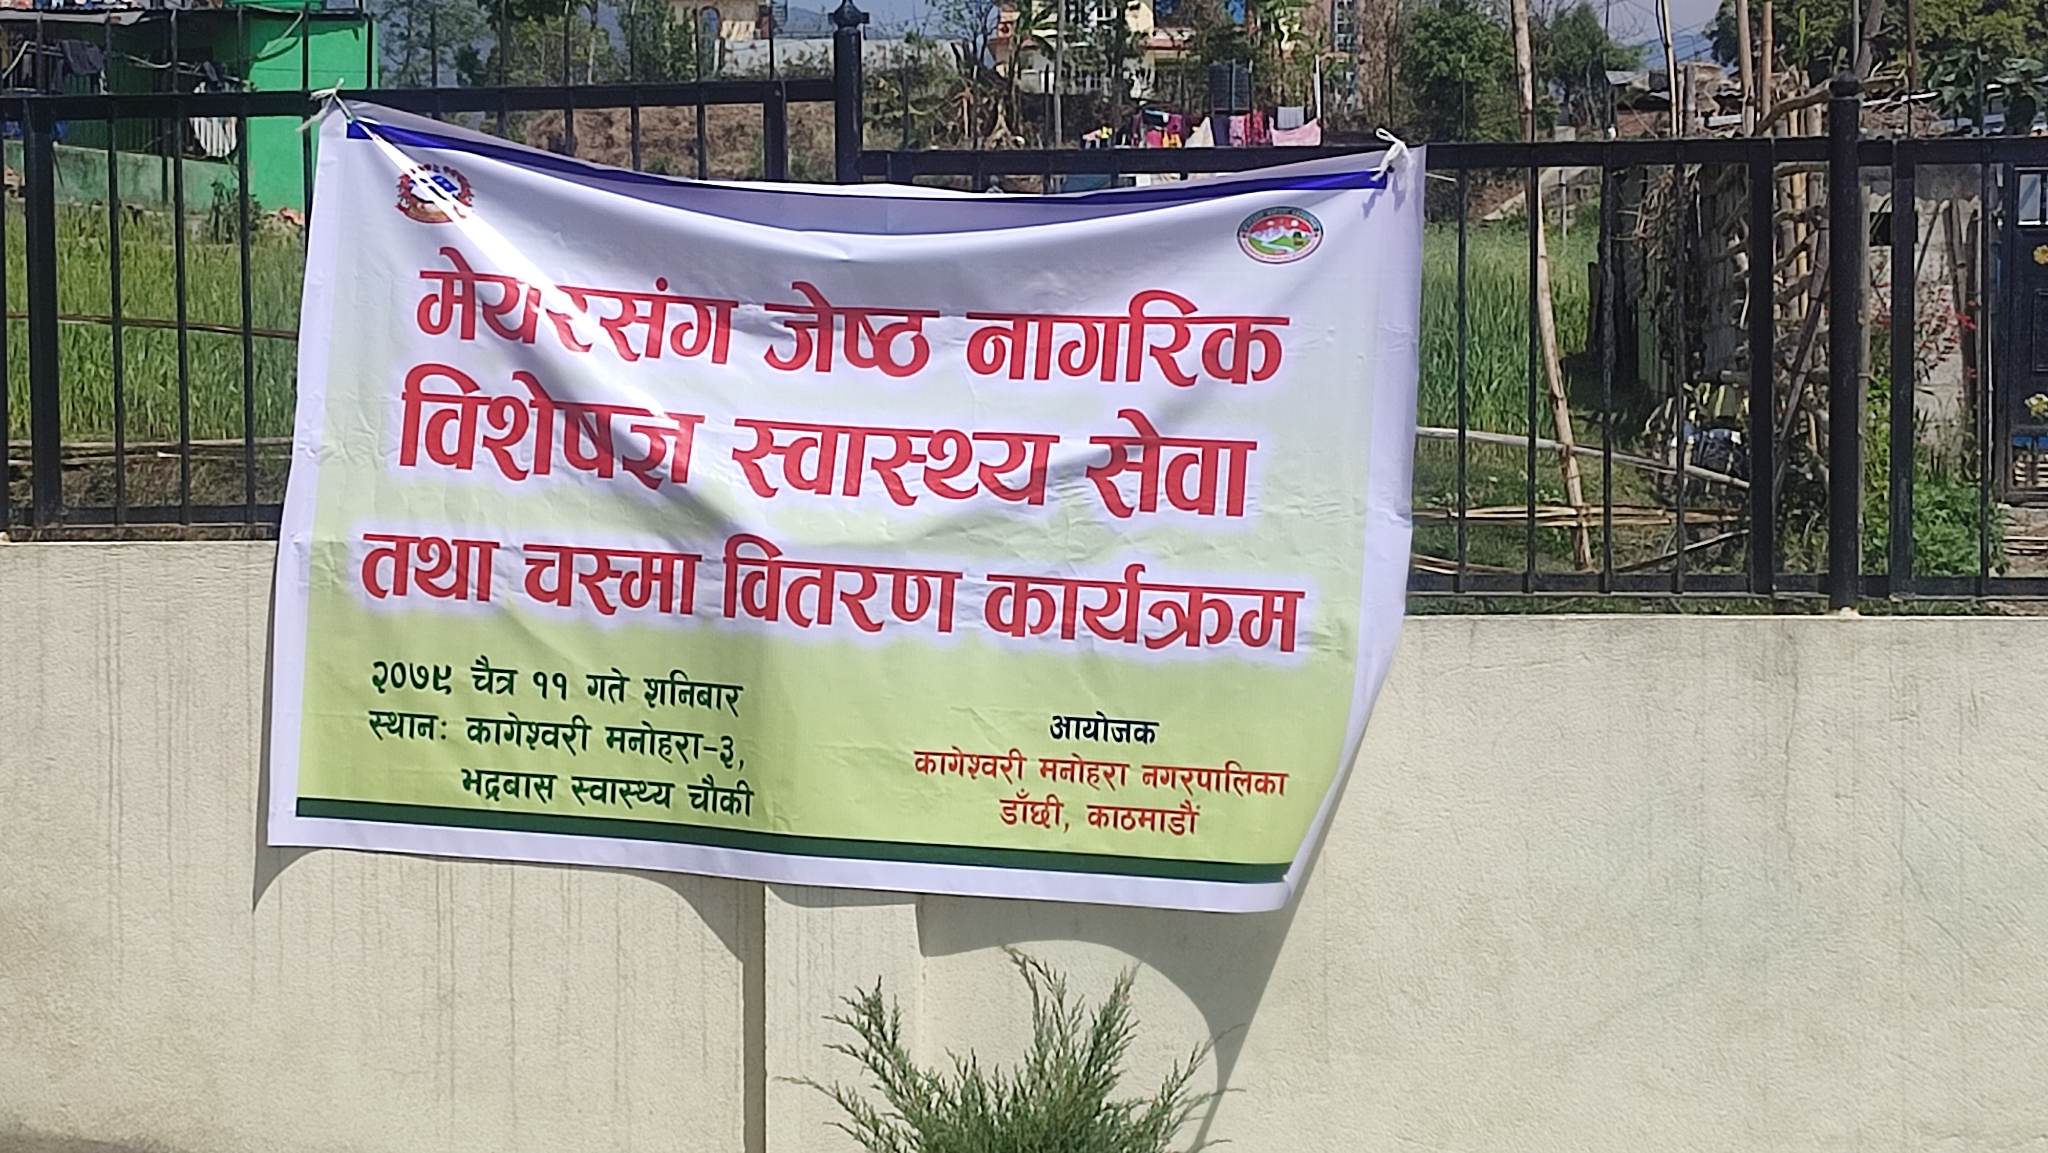 मेयरसंग जेष्ठ नागरिक
विशेषज्ञ स्वास्थ्य सेवा
तथा चस्मा वितरण कार्यक्रम
२०७९ चैत्र ११ गते शनिबार
स्थान: कागेश्वरी मनोहरा-३,
भद्रबास स्वास्थ्य चौकी
आयोजक
कागेश्वरी मनोहरा नगरपालिका
डाँछी, काठमाडौं